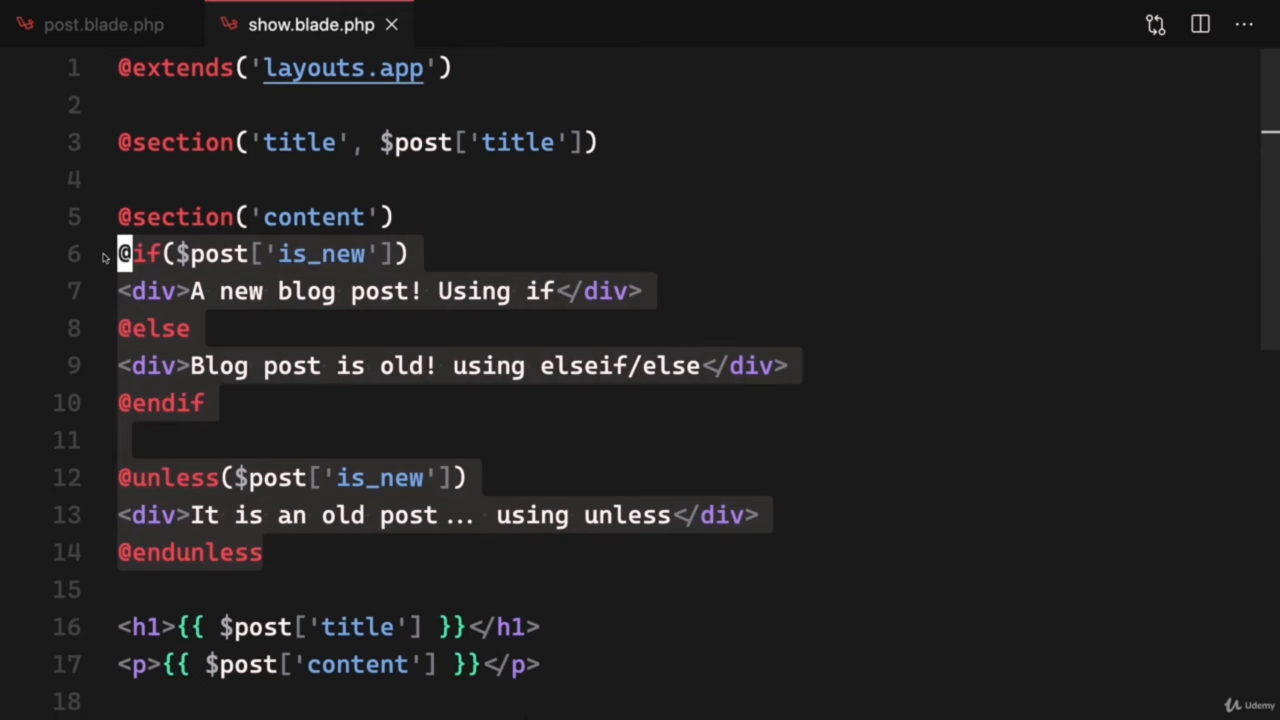 post.blade.php
show.blade.php
1 @extends('layouts.app')
2
3 @section('title', $post['title'])
4
5 @section('content')
6 @if($post['is_new'])
7 <div>A new blog post! Using if</div>
8 @else
9 <div>Blog post is old! using elseif/else</div>
10 @endif
11
12 @unless($post['is_new'])
13 <div>It is an old post... using unless</div>
14 @endunless
15
16 <h1>{{ $post['title'] }}</h1>
17 <p>{{ $post['content'] }}</p>
18
Udemy